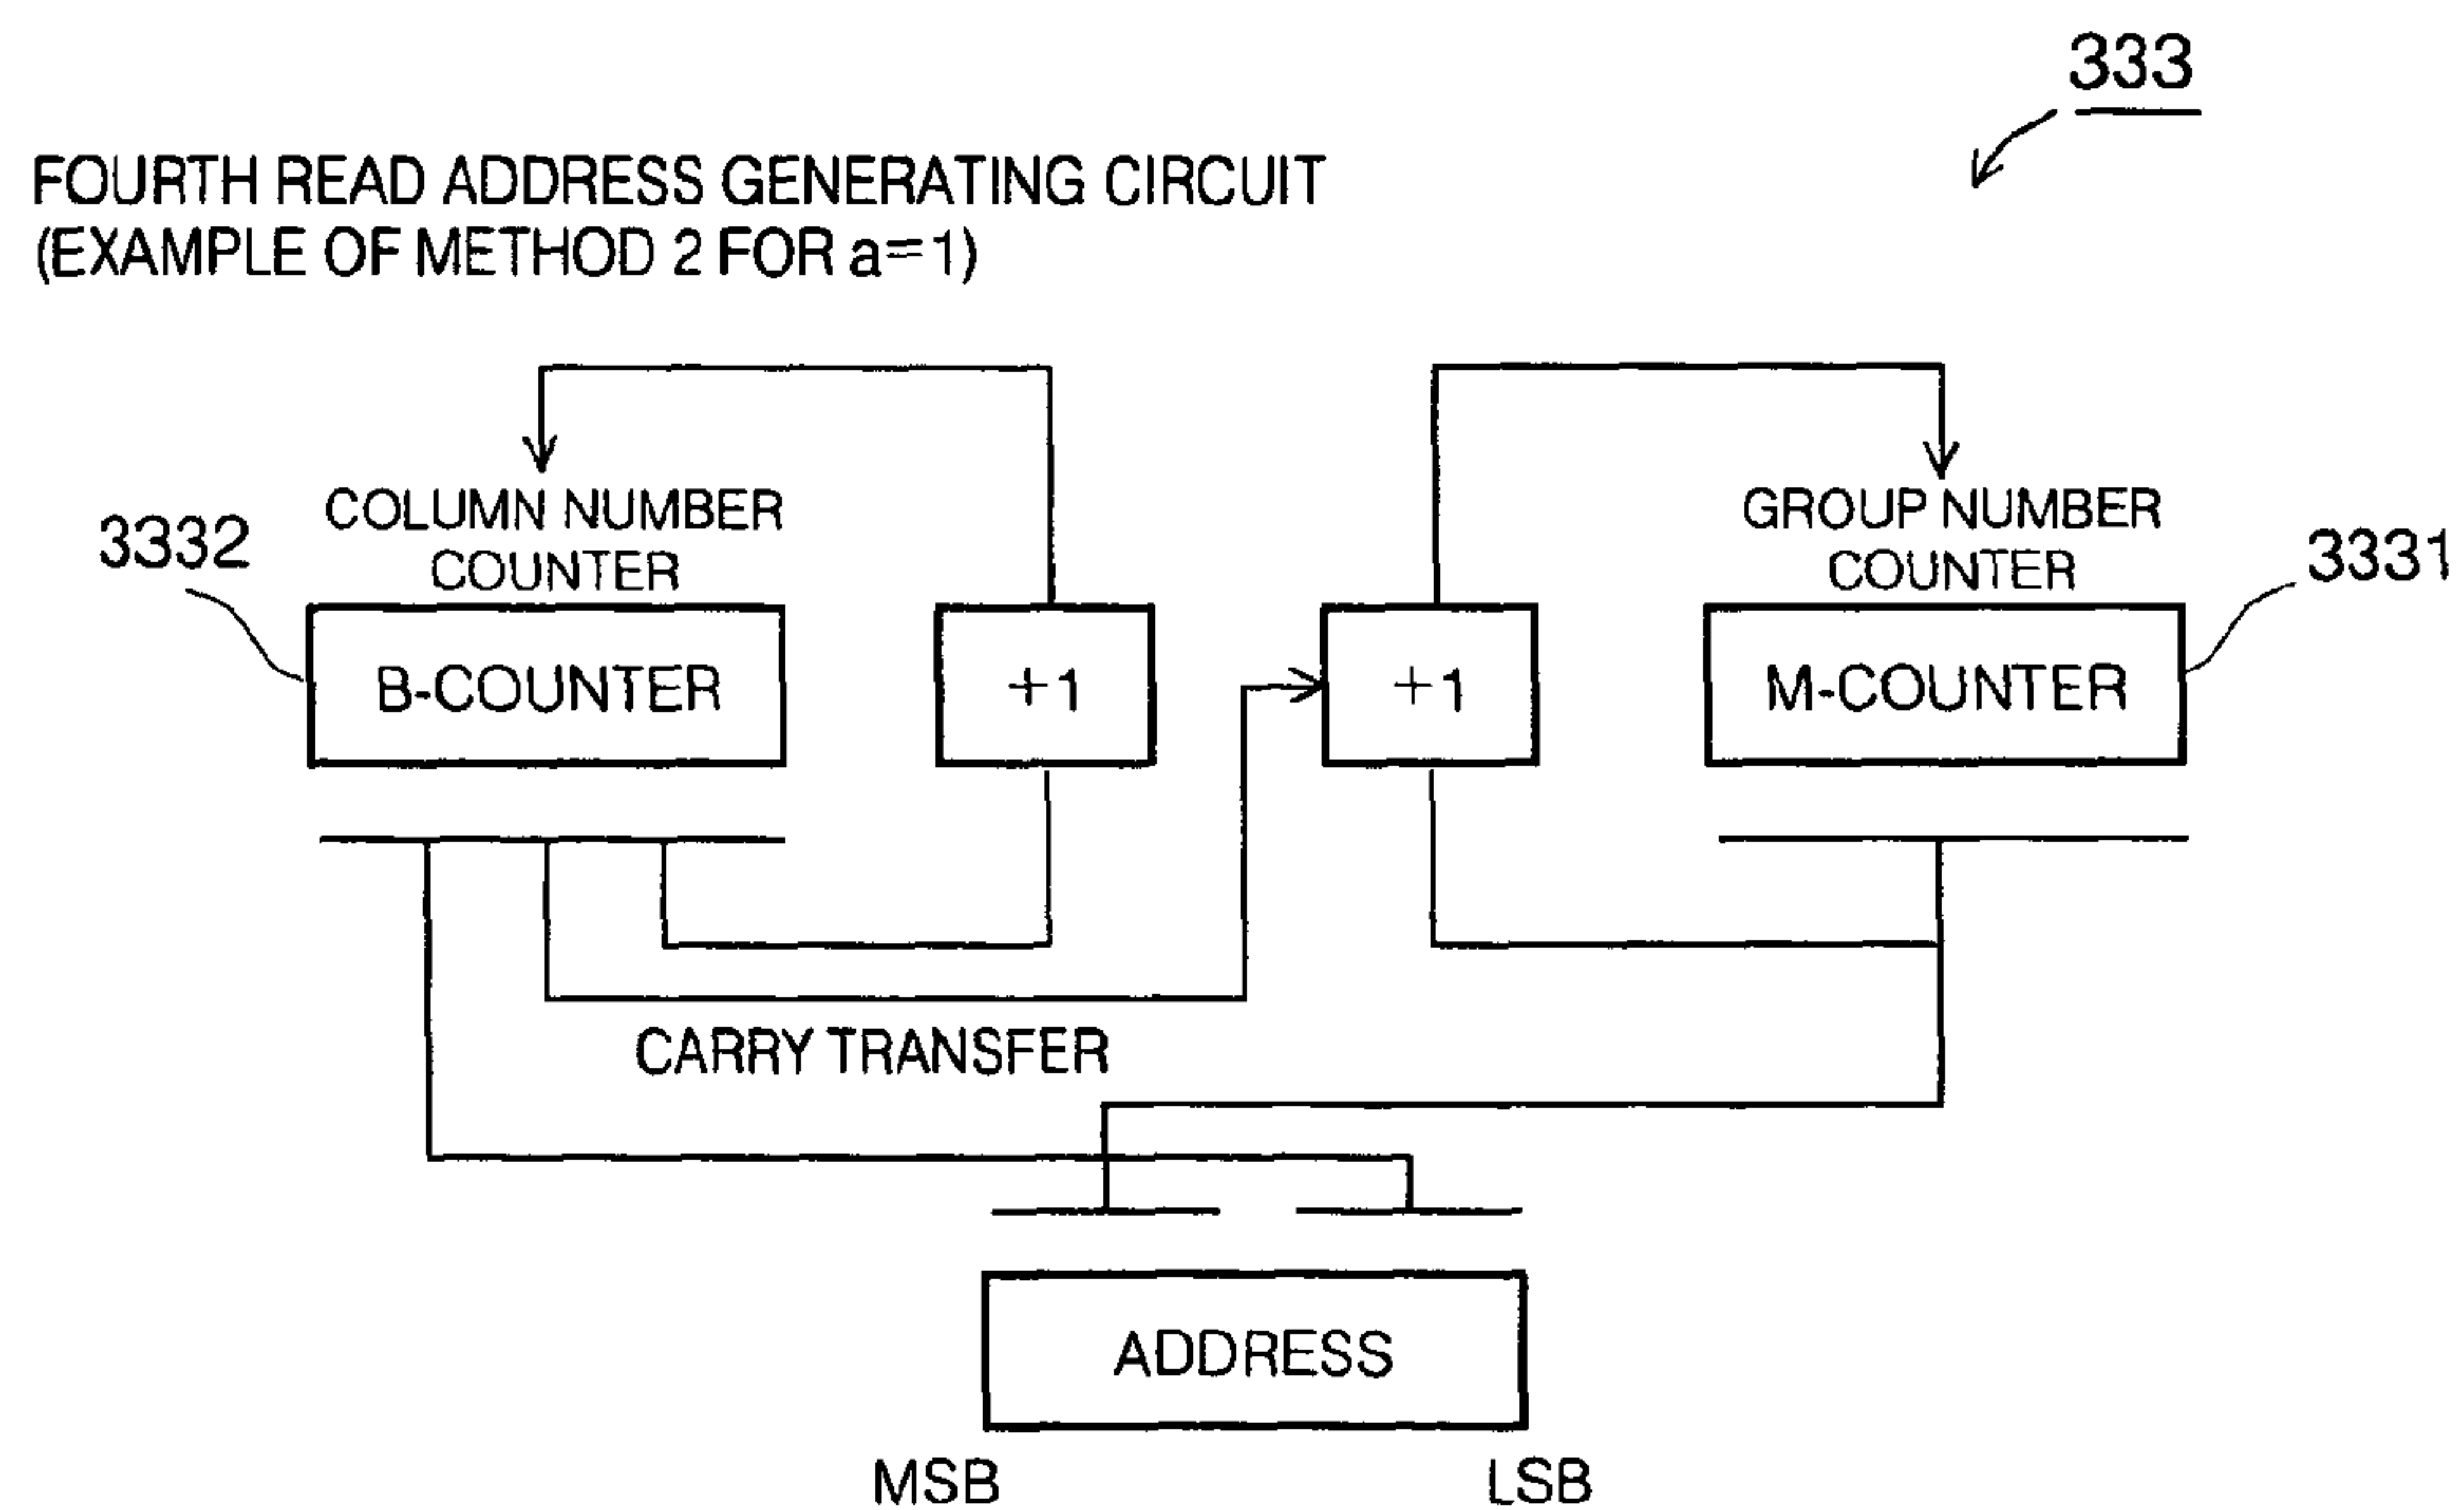 333
FOURTH READ ADDRESS GENERATING CIRCUIT
(EXAMPLE OF METHOD 2 FOR a=1)
COLUMN NUMBER
COUNTER
GROUP NUMBER
COUNTER
3332
3331
B-COUNTER
+1
+1
M-COUNTER
CARRY TRANSFER
ADDRESS
MSB
LSB